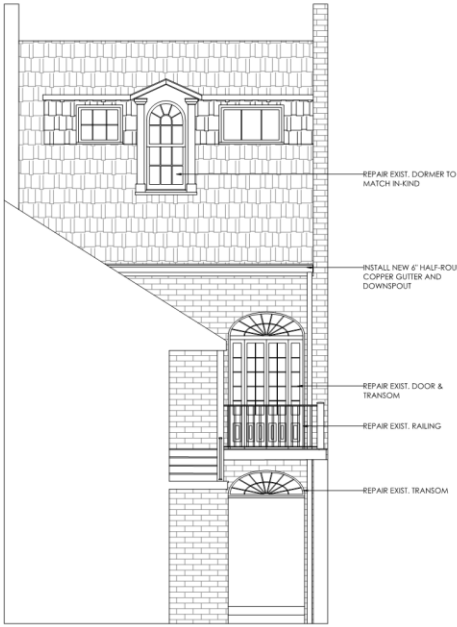 REPAIR EXIST. DORMER TO
MATCH IN-KIND
INSTALL NEW 6" HALF-ROU
COPPER GUTTER AND
DOWNSPOUT
REPAIR EXIST. DOOR &
TRANSOM
REPAIR EXIST. RAILING
REPAIR EXIST. TRANSOM